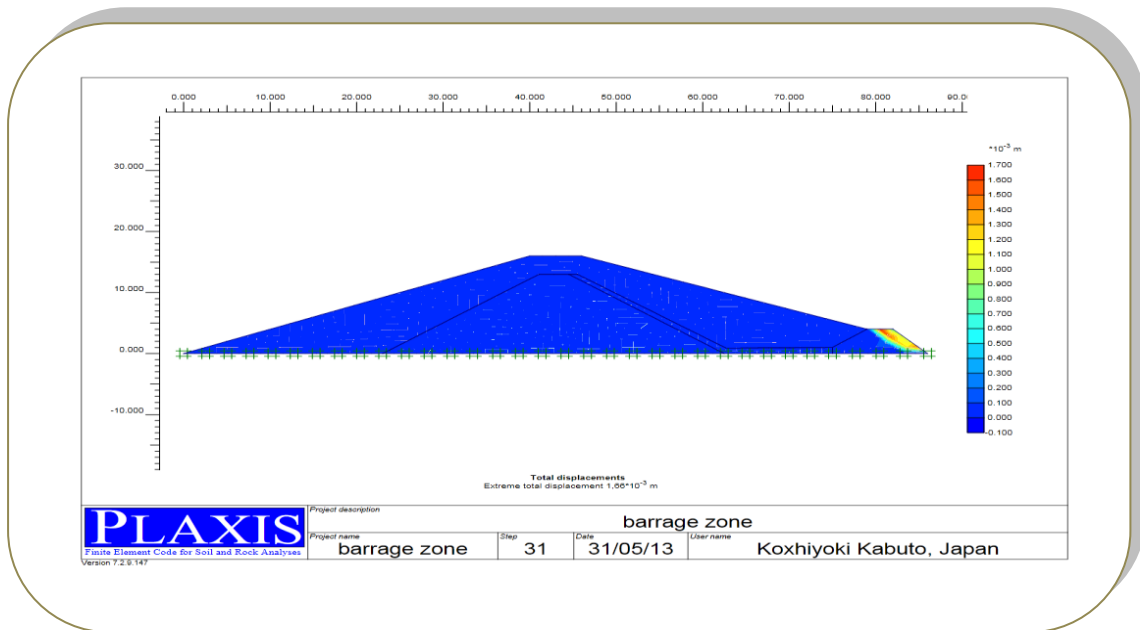 0.000 10.000 20.000 30.000 40.000 50.000 60.000 70.000 80.000 90.0
*10-3 m
30.000
20.000
10.000
0.000
-10.000
1.700
1.600
1.500
1.400
1.300
1.200
1.100
1.000
0.900
0.800
0.700
0.600
0.500
0.400
0.300
0.200
0.100
0.000
-0.100
Total displacements
Extreme total displacement 1,66*10-3 m
PLAXIS
Finite Element Code for Soil and Rock Analyses
Version 7.2.9.147
Project description
barrage zone
Project name
barrage zone
Step
31
Date
31/05/13
User name
Koxhiyoki Kabuto, Japan